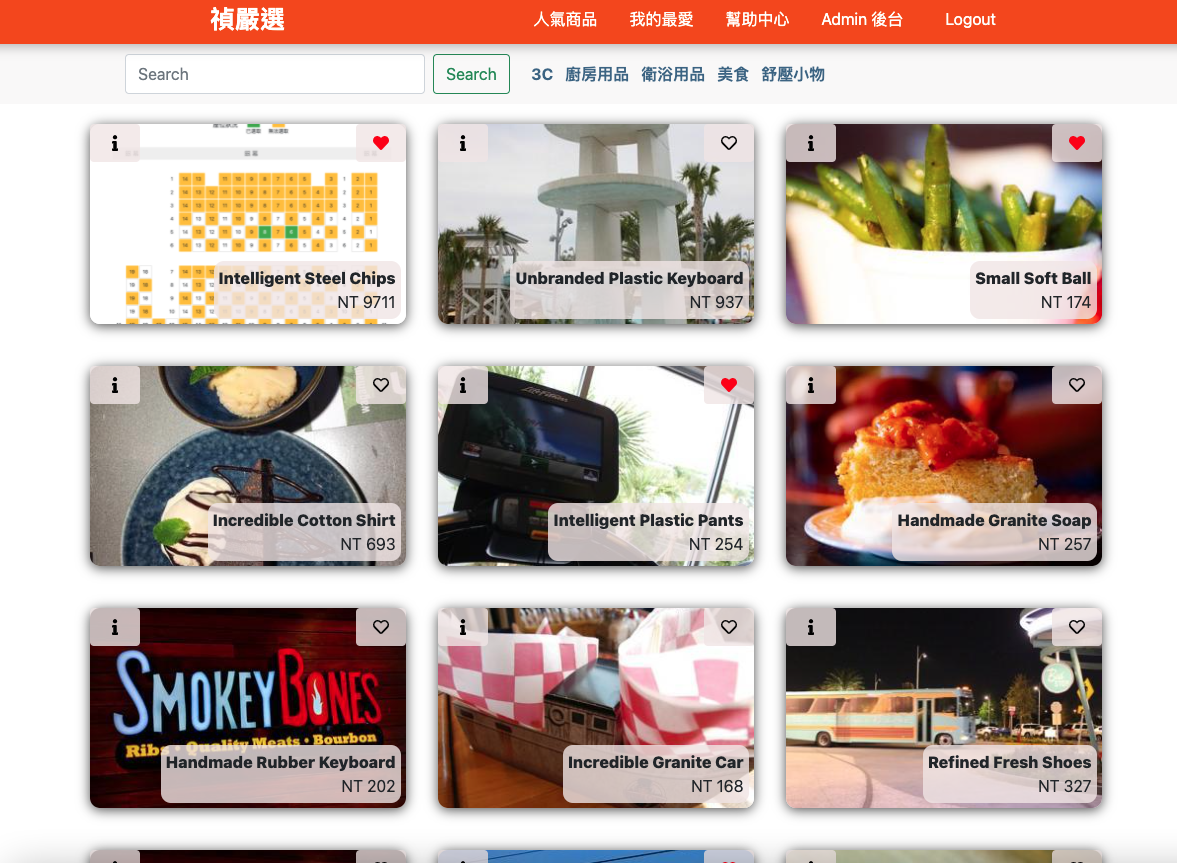 禎嚴選
人氣商品 我的最愛 幫助中心 Admin 後台 Logout
Search Search 3C 廚房用品 衛浴用品 美食 舒壓小物
Intelligent Steel Chips
NT 9711
Unbranded Plastic Keyboard
NT 937
Small Soft Ball
NT 174
Incredible Cotton Shirt
NT 693
Intelligent Plastic Pants
NT 254
Handmade Granite Soap
NT 257
SMOKEY BONES
Ribs • Quality Meats • Bourbon
Handmade Rubber Keyboard
NT 202
Incredible Granite Car
NT 168
Refined Fresh Shoes
NT 327